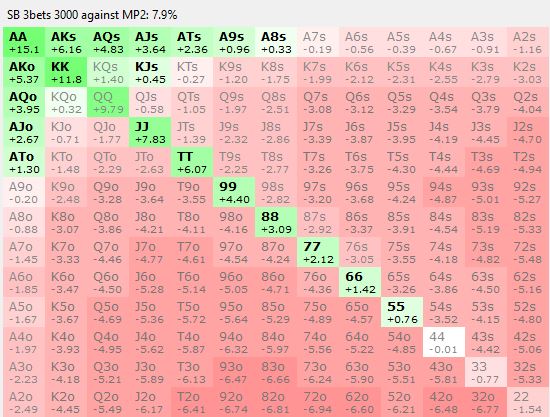 SB 3bets 3000 against MP2: 7.9%
AA AKs AQs AJs ATs A9s A8s A7s A6s A5s A4s A3s A2s
+15.1 +6.16 +4.83 +3.64 +2.36 +0.96 +0.33 -0.19 -0.56 -0.39 -0.67 -0.91 -1.16
AKo KK KQs KJs KTs K9s K8s K7s K6s K5s K4s K3s K2s
+5.37 +11.8 +1.40 +0.45 -0.27 -1.20 -1.75 -1.99 -2.12 -2.31 -2.55 -2.79 -3.03
AQo KQo QQ QJs QTs Q9s Q8s Q7s Q6s Q5s Q4s Q3s Q2s
+3.95 +0.32 +9.79 -0.58 -1.05 -1.97 -2.51 -3.08 -3.12 -3.29 -3.54 -3.79 -4.04
AJo KJo QJo JJ JTs J9s J8s J7s J6s J5s J4s J3s J2s
+2.67 -0.71 -1.77 +7.83 -1.39 -2.32 -2.86 -3.39 -3.87 -3.95 -4.19 -4.45 -4.70
ATo KTo QTo JTo TT T9s T8s T7s T6s T5s T4s T3s T2s
+1.30 -1.48 -2.29 -2.63 +6.07 -2.25 -2.77 -3.26 -3.75 -4.30 -4.44 -4.69 -4.94
A9o K9o Q9o J9o T9o 99 98s 97s 96s 95s 94s 93s 92s
-0.20 -2.48 -3.28 -3.64 -3.55 +4.39 -2.82 -3.20 -3.68 -4.24 -4.87 -5.01 -5.27
A8o K8o Q8o J8o T8o 98o 88 87s 86s 85s 84s 83s 82s
-0.88 -3.07 -3.86 -4.21 -4.11 -4.16 +3.09 -2.92 -3.37 -3.91 -4.54 -5.19 -5.33
A7o K7o Q7o J7o T7o 97o 87o 77 76s 75s 74s 73s 72s
-1.45 -3.33 -4.46 -4.77 -4.61 -4.54 -4.24 +2.12 -3.05 -3.55 -4.18 -4.82 -5.48
A6o K6o Q6o J6o T6o 96o 86o 76o 66 65s 64s 63s 62s
-1.85 -3.47 -4.50 -5.28 -5.14 -5.05 -4.71 -4.36 +1.42 -3.26 -3.86 -4.50 -5.16
A5o K5o Q5o J5o T5o 95o 85o 75o 65o 55 54s 53s 52s
-1.67 -3.67 -4.69 -5.36 -5.72 -5.64 -5.29 -4.89 -4.57 +0.76 -3.52 -4.15 -4.80
A4o K4o Q4o J4o T4o 94o 84o 74o 64o 54o 44 43s 42s
-1.97 -3.93 -4.95 -5.62 -5.87 -6.32 -5.97 -5.56 -5.22 -4.85 -0.01 -4.42 -5.06
A3o K3o Q3o J3o T3o 93o 83o 73o 63o 53o 43o 33 32s
-2.23 -4.18 -5.21 -5.89 -6.13 -6.47 -6.66 -6.24 -5.90 -5.51 -5.81 -0.77 -5.33
A2o K2o Q2o J2o T2o 92o 82o 72o 62o 52o 42o 32o 22
-2.49 -4.45 -5.49 -6.17 -6.41 -6.74 -6.81 -6.94 -6.60 -6.21 -6.48 -6.77 -1.54